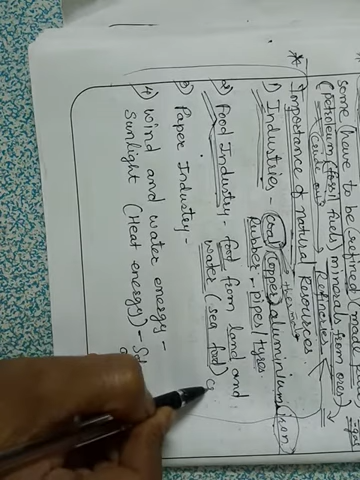 some have to be refined made pure
(petroleum (fossil fuels) minerals from ores)
crude oil Refineries
* Importance of natural Resources.
thermal
1) Industries - coal, copper, aluminium, iron
Rubber - pipes, tyres.
2) Food Industry - food from land and
water (sea food)
3) Paper Industry -
4) wind and water energy -
Sunlight (Heat energy) -